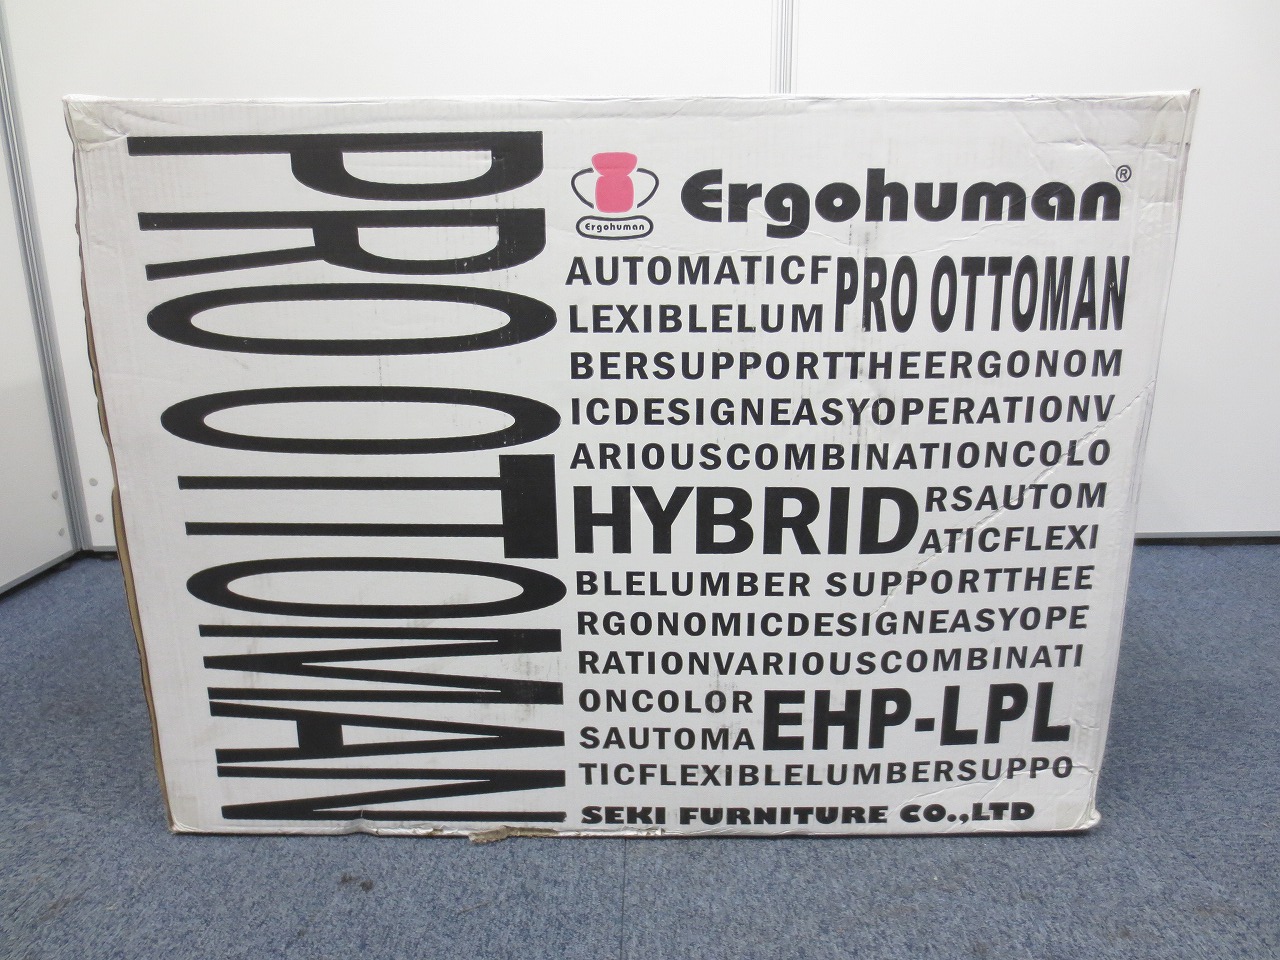 PRO OTTOMAN
Ergohuman®
Ergohuman
AUTOMATICF
LEXIBLELUM
PRO OTTOMAN
BERSUPPORTTHEERGONOM
ICDESIGNEASYOPERATIONV
ARIOUSCOMBINATIONCOLO
HYBRID
RSAUTOM
ATICFLEXI
BLELUMBER SUPPORTTHEE
RGONOMICDESIGNEASYOPE
RATIONVARIOUSCOMBINATI
ONCOLOR
SAUTOMA
EHP-LPL
TICFLEXIBLELUMBERSUPPO
SEKI FURNITURE CO.,LTD